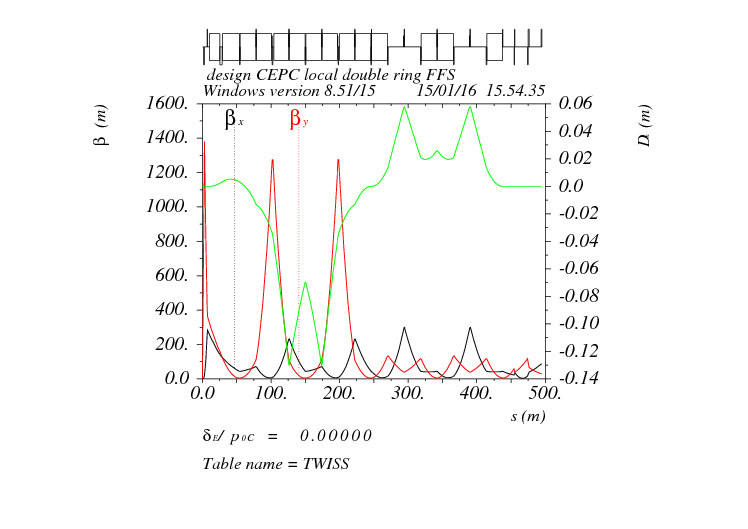 design CEPC local double ring FFS
Windows version 8.51/15 15/01/16 15.54.35
1600. 0.06
β x β y
1400. 0.04
β (m) D (m)
1200. 0.02
1000. 0.0
-0.02
800. -0.04
600. -0.06
-0.08
400. -0.10
200. -0.12
0.0 -0.14
0.0 100. 200. 300. 400. 500.
s (m)
δE/ p0c = 0.00000
Table name = TWISS